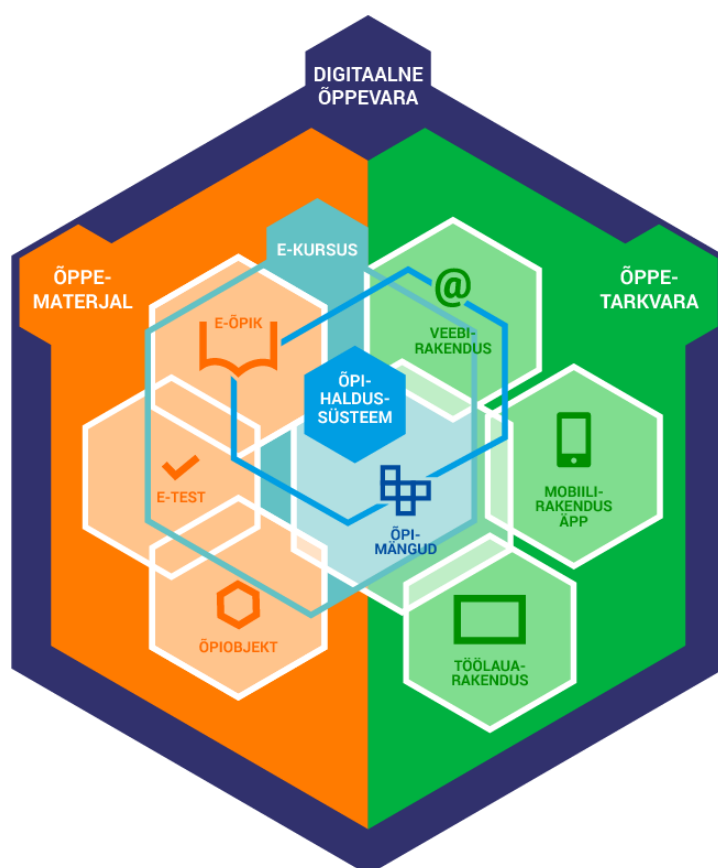 DIGITAALNE
ÕPPEVARA
E-KURSUS
ÕPPE-
MATERJAL
ÕPPE-
TARKVARA
E-ÕPIK
@
VEEBI-
RAKENDUS
ÕPI-
HALDUS-
SÜSTEEM
E-TEST
MOBIILI-
RAKENDUS
ÄPP
ÕPI-
MÄNGUD
ÕPIOBJEKT
TÖÖLAUA-
RAKENDUS